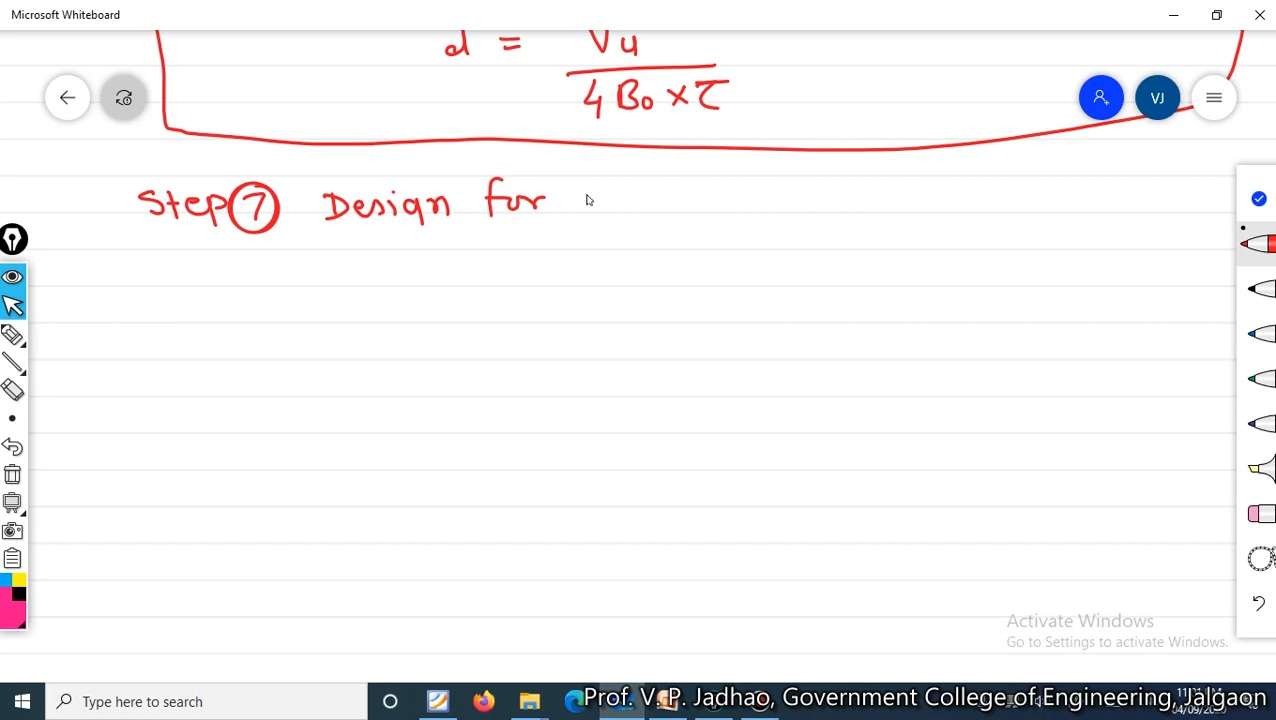 Microsoft Whiteboard
d = Vu
4 Bo × τ
VJ
Step 7 Design for
Activate Windows
Go to Settings to activate Windows.
Type here to search
Prof. V. P. Jadhao, Government College of Engineering, Jalgaon